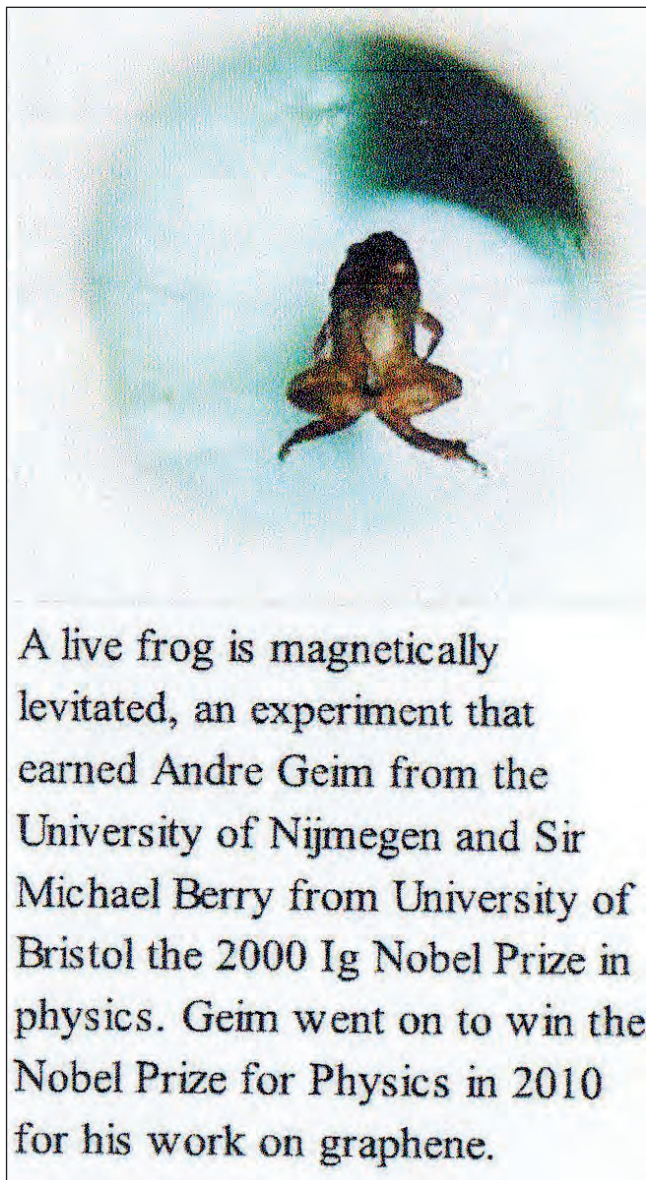 A live frog is magnetically
levitated, an experiment that
earned Andre Geim from the
University of Nijmegen and Sir
Michael Berry from University of
Bristol the 2000 Ig Nobel Prize in
physics. Geim went on to win the
Nobel Prize for Physics in 2010
for his work on graphene.